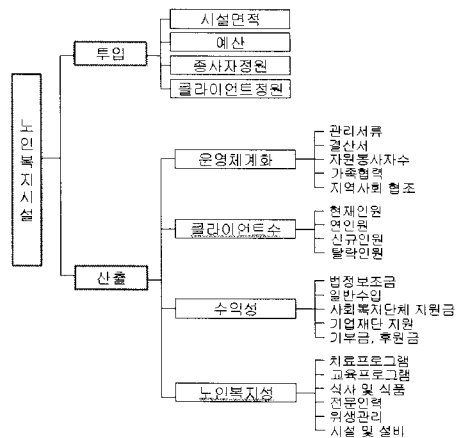 노인복지시설
투입
시설면적
예산
종사자정원
클라이언트정원
산출
운영체계화
관리서류
결산서
자원봉사자수
가족협력
지역사회 협조
클라이언트수
현재인원
연인원
신규인원
탈락인원
수익성
법정보조금
일반수입
사회복지단체 지원금
기업재단 지원
기부금, 후원금
노인복지성
치료프로그램
교육프로그램
식사 및 식품
전문인력
위생관리
시설 및 설비